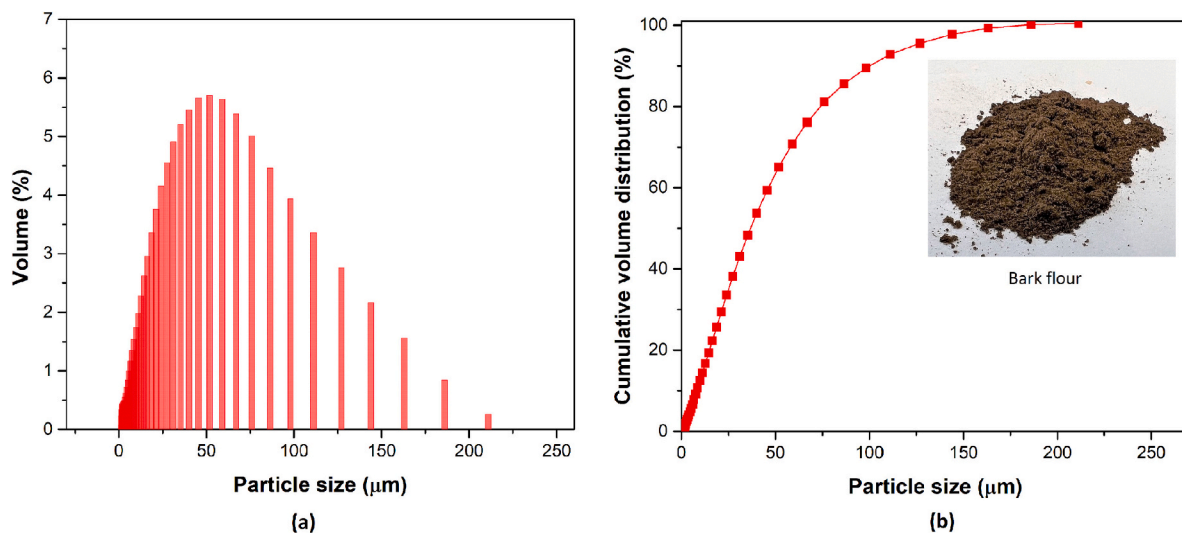 7
6
5
4
3
2
1
0
Volume (%)
0 50 100 150 200 250
Particle size (μm)
(a)
100
80
60
40
20
0
Cumulative volume distribution (%)
Bark flour
0 50 100 150 200 250
Particle size (μm)
(b)